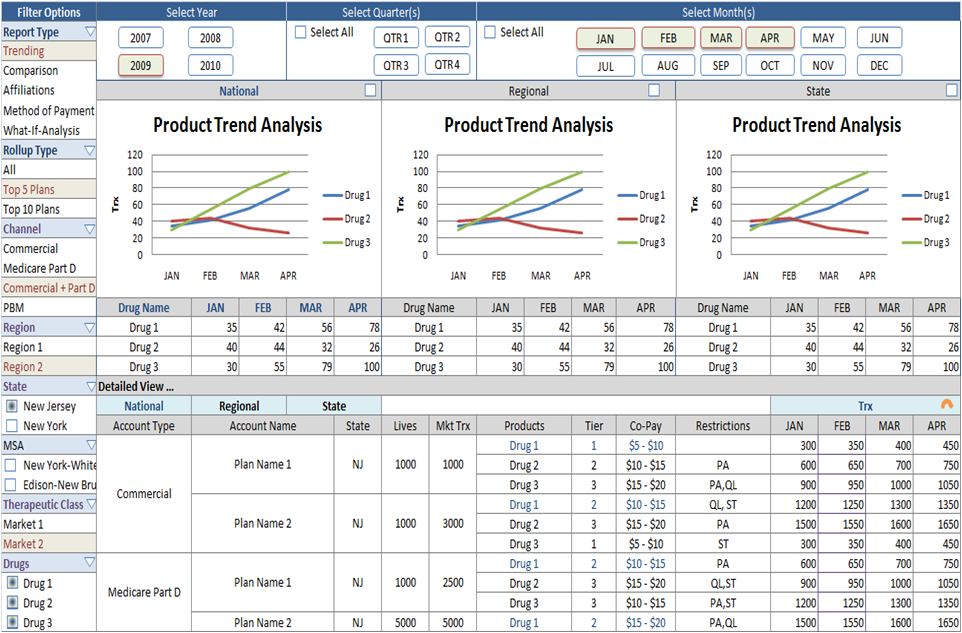 Filter Options
Select Year
Select Quarter(s)
Select Month(s)
Report Type
Trending
Comparison
Affiliations
Method of Payment
What-If-Analysis
Rollup Type
All
Top 5 Plans
Top 10 Plans
Channel
Commercial
Medicare Part D
Commercial + Part D
PBM
Region
Region 1
Region 2
State
New Jersey
New York
MSA
New York-White
Edison-New Bru
Therapeutic Class
Market 1
Market 2
Drugs
Drug 1
Drug 2
Drug 3
2007 2008
2009 2010
Select All QTR 1 QTR 2
QTR 3 QTR 4
Select All JAN FEB MAR APR MAY JUN
JUL AUG SEP OCT NOV DEC
National Regional State
Product Trend Analysis
120
100
80
60
40
20
0
Trx
JAN FEB MAR APR
Drug 1
Drug 2
Drug 3
Product Trend Analysis
120
100
80
60
40
20
0
Trx
JAN FEB MAR APR
Drug 1
Drug 2
Drug 3
Product Trend Analysis
120
100
80
60
40
20
0
Trx
JAN FEB MAR APR
Drug 1
Drug 2
Drug 3
Drug Name JAN FEB MAR APR Drug Name JAN FEB MAR APR Drug Name JAN FEB MAR APR
Drug 1 35 42 56 78 Drug 1 35 42 56 78 Drug 1 35 42 56 78
Drug 2 40 44 32 26 Drug 2 40 44 32 26 Drug 2 40 44 32 26
Drug 3 30 55 79 100 Drug 3 30 55 79 100 Drug 3 30 55 79 100
Detailed View ...
National Regional State Trx
Account Type Account Name State Lives Mkt Trx Products Tier Co-Pay Restrictions JAN FEB MAR APR
Commercial
Plan Name 1 NJ 1000 1000
Drug 1 1 $5 - $10 300 350 400 450
Drug 2 2 $10 - $15 PA 600 650 700 750
Drug 3 3 $15 - $20 PA,QL 900 950 1000 1050
Plan Name 2 NJ 1000 3000
Drug 1 2 $10 - $15 QL, ST 1200 1250 1300 1350
Drug 2 3 $15 - $20 PA 1500 1550 1600 1650
Drug 3 1 $5 - $10 ST 300 350 400 450
Medicare Part D
Plan Name 1 NJ 1000 2500
Drug 1 2 $10 - $15 PA 600 650 700 750
Drug 2 3 $15 - $20 QL,ST 900 950 1000 1050
Drug 3 3 $10 - $15 PA,ST 1200 1250 1300 1350
Plan Name 2 NJ 5000 5000 Drug 1 2 $15 - $20 PA,QL 1500 1550 1600 1650